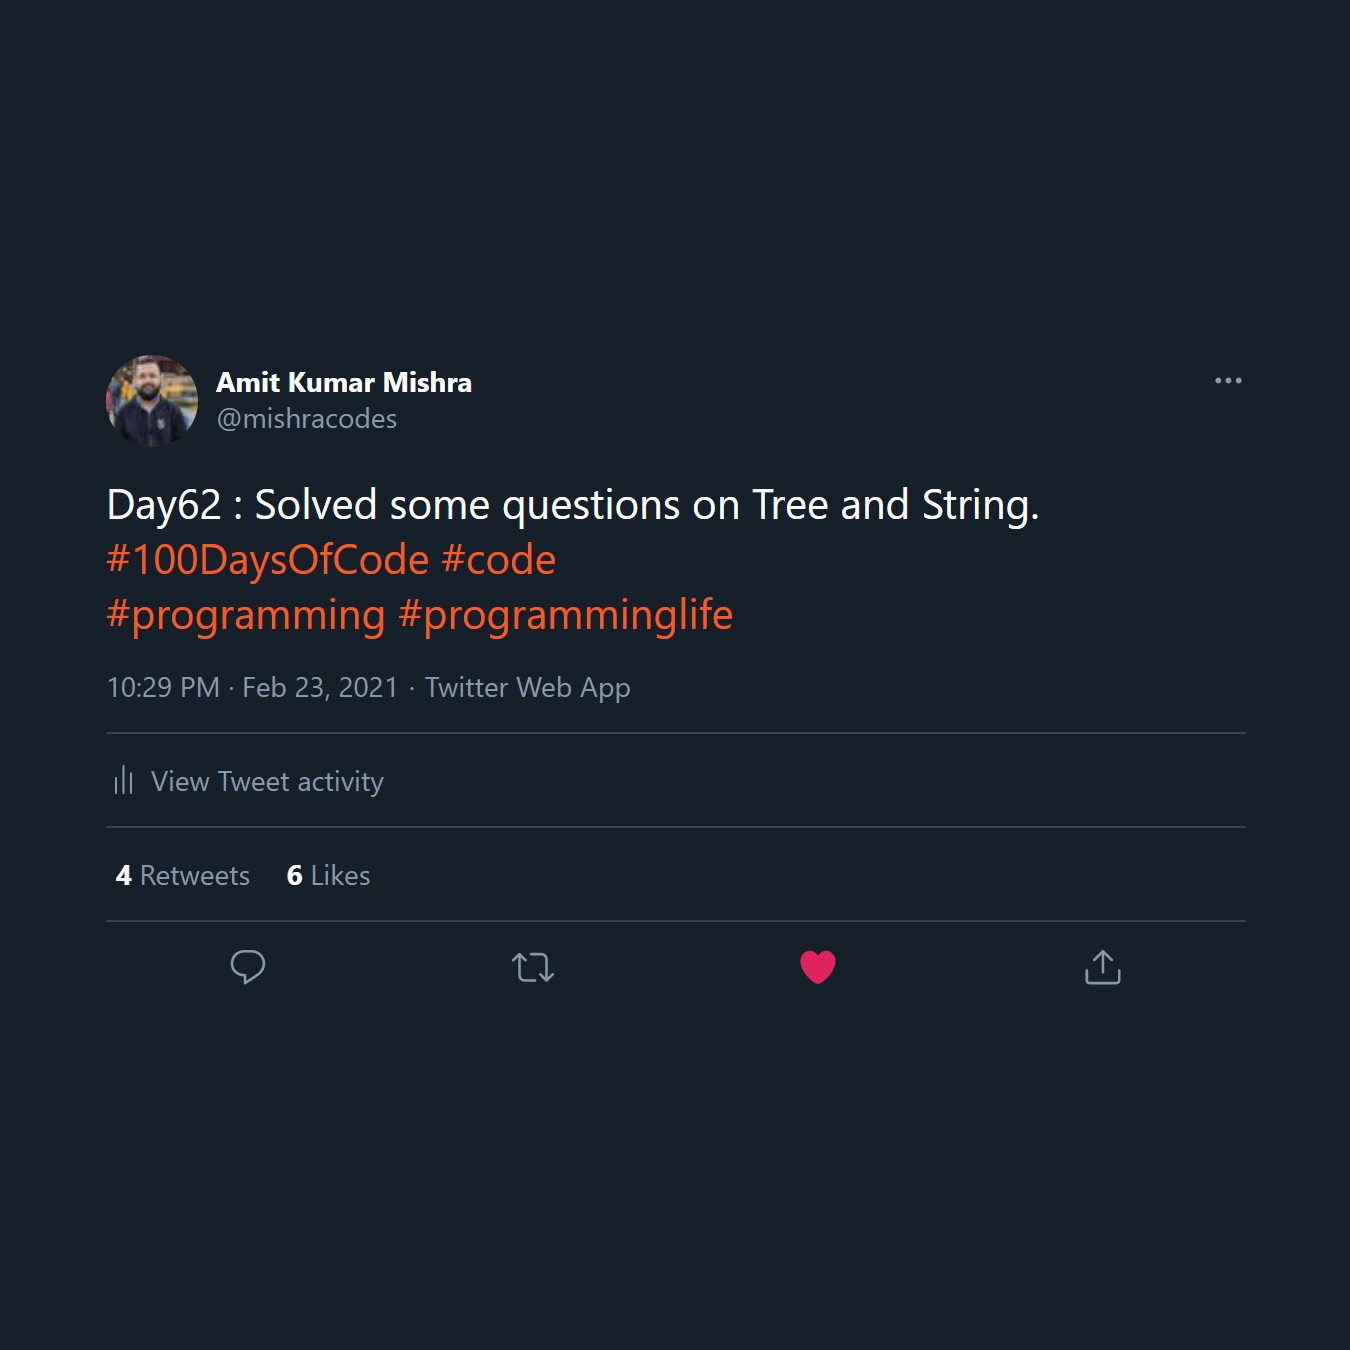 Amit Kumar Mishra
@mishracodes
Day62 : Solved some questions on Tree and String.
#100DaysOfCode #code
#programming #programminglife
10:29 PM · Feb 23, 2021 · Twitter Web App
View Tweet activity
4 Retweets 6 Likes